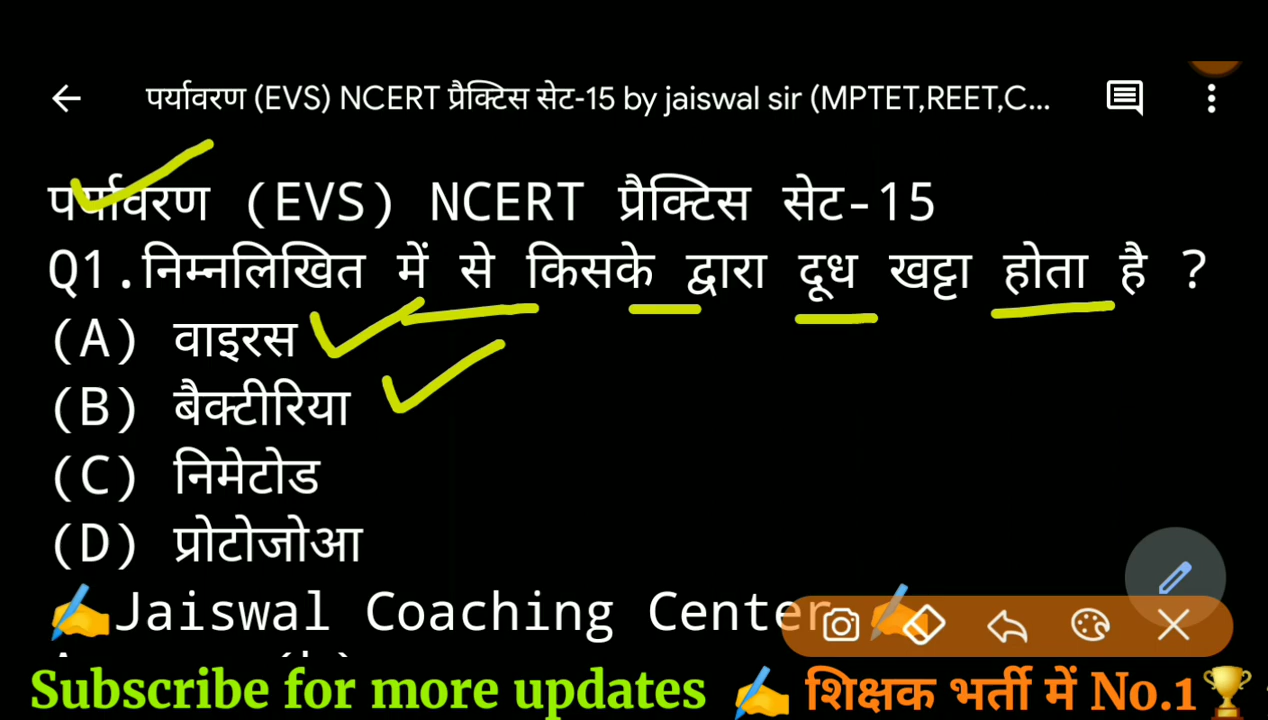 पर्यावरण (EVS) NCERT प्रैक्टिस सेट-15 by jaiswal sir (MPTET,REET,C...
पर्यावरण (EVS) NCERT प्रैक्टिस सेट-15
Q1.निम्नलिखित में से किसके द्वारा दूध खट्टा होता है ?
(A) वाइरस
(B) बैक्टीरिया
(C) निमेटोड
(D) प्रोटोजोआ
✍️Jaiswal Coaching Center✍️
Subscribe for more updates ✍️ शिक्षक भर्ती में No.1🏆